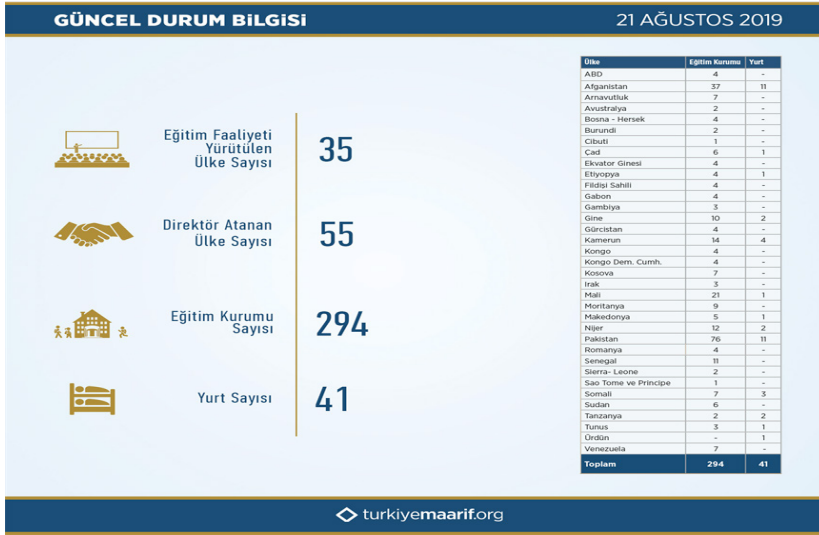 GÜNCEL DURUM BiLGiSi
21 AĞUSTOS 2019
Eğitim Faaliyeti
Yürütülen
Ülke Sayısı
35
Direktör Atanan
Ülke Sayısı
55
Eğitim Kurumu
Sayısı
294
Yurt Sayısı
41
Ülke Eğitim Kurumu Yurt
ABD 4 -
Afganistan 37 11
Arnavutluk 7 -
Avustralya 2 -
Bosna - Hersek 4 -
Burundi 2 -
Cibuti 1 -
Çad 6 1
Ekvator Ginesi 4 -
Etiyopya 4 1
Fildişi Sahili 4 -
Gabon 4 -
Gambiya 3 -
Gine 10 2
Gürcistan 4 -
Kamerun 14 4
Kongo 4 -
Kongo Dem. Cumh. 4 -
Kosova 7 -
Irak 3 -
Mali 21 1
Moritanya 9 -
Makedonya 5 1
Nijer 12 2
Pakistan 76 11
Romanya 4 -
Senegal 11 -
Sierra- Leone 2 -
Sao Tome ve Principe 1 -
Somali 7 3
Sudan 6 -
Tanzanya 2 2
Tunus 3 1
Ürdün - 1
Venezuela 7 -
Toplam 294 41
turkiyemaarif.org